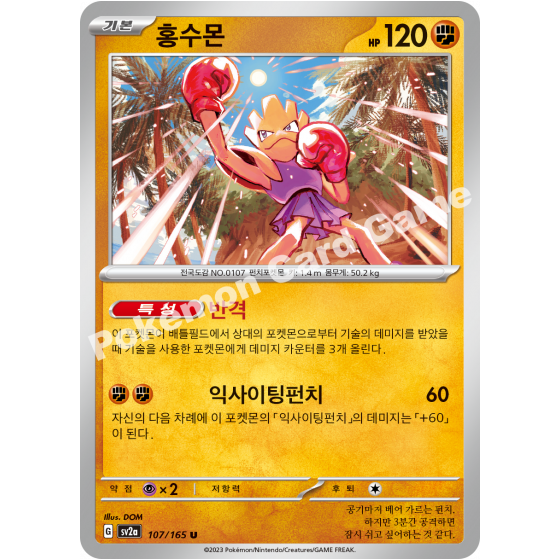 기본 홍수몬 HP 120
전국도감 NO.0107 펀치포켓몬 키: 1.4 m 몸무게: 50.2 kg
Pokémon Card Game
특성 반격
이 포켓몬이 배틀필드에서 상대의 포켓몬으로부터 기술의 데미지를 받았을
때 기술을 사용한 포켓몬에게 데미지 카운터를 3개 올린다.
익사이팅펀치 60
자신의 다음 차례에 이 포켓몬의 「익사이팅펀치」의 데미지는 「+60」
이 된다.
약점 ×2 저항력 후퇴
Illus. DOM
G sv2a 107/165 U
공기마저 베어 가르는 펀치.
하지만 3분간 공격하면
잠시 쉬고 싶어하는 것 같다.
©2023 Pokémon/Nintendo/Creatures/GAME FREAK.